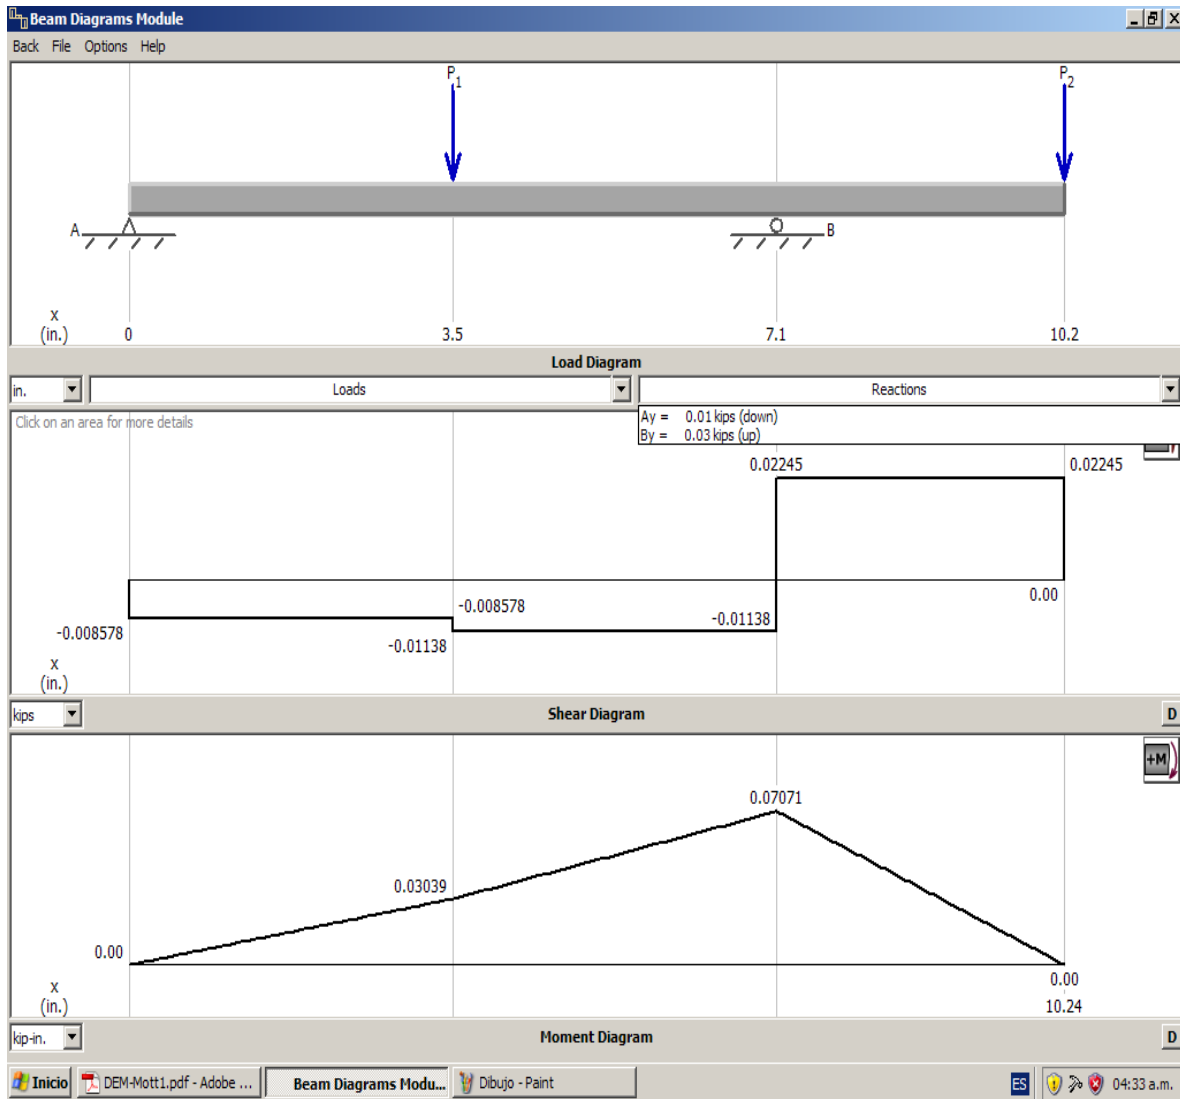 Beam Diagrams Module
Back File Options Help
P1 P2
A B
x
(in.) 0 3.5 7.1 10.2
Load Diagram
in. Loads Reactions
Click on an area for more details
Ay = 0.01 kips (down)
By = 0.03 kips (up)
0.02245 0.02245
-0.008578 0.00
-0.008578 -0.01138
-0.01138
x
(in.)
kips Shear Diagram D
+M
0.07071
0.03039
0.00
0.00
x
(in.) 10.24
kip-in. Moment Diagram D
Inicio DEM-Mott1.pdf - Adobe ... Beam Diagrams Modu... Dibujo - Paint ES 04:33 a.m.